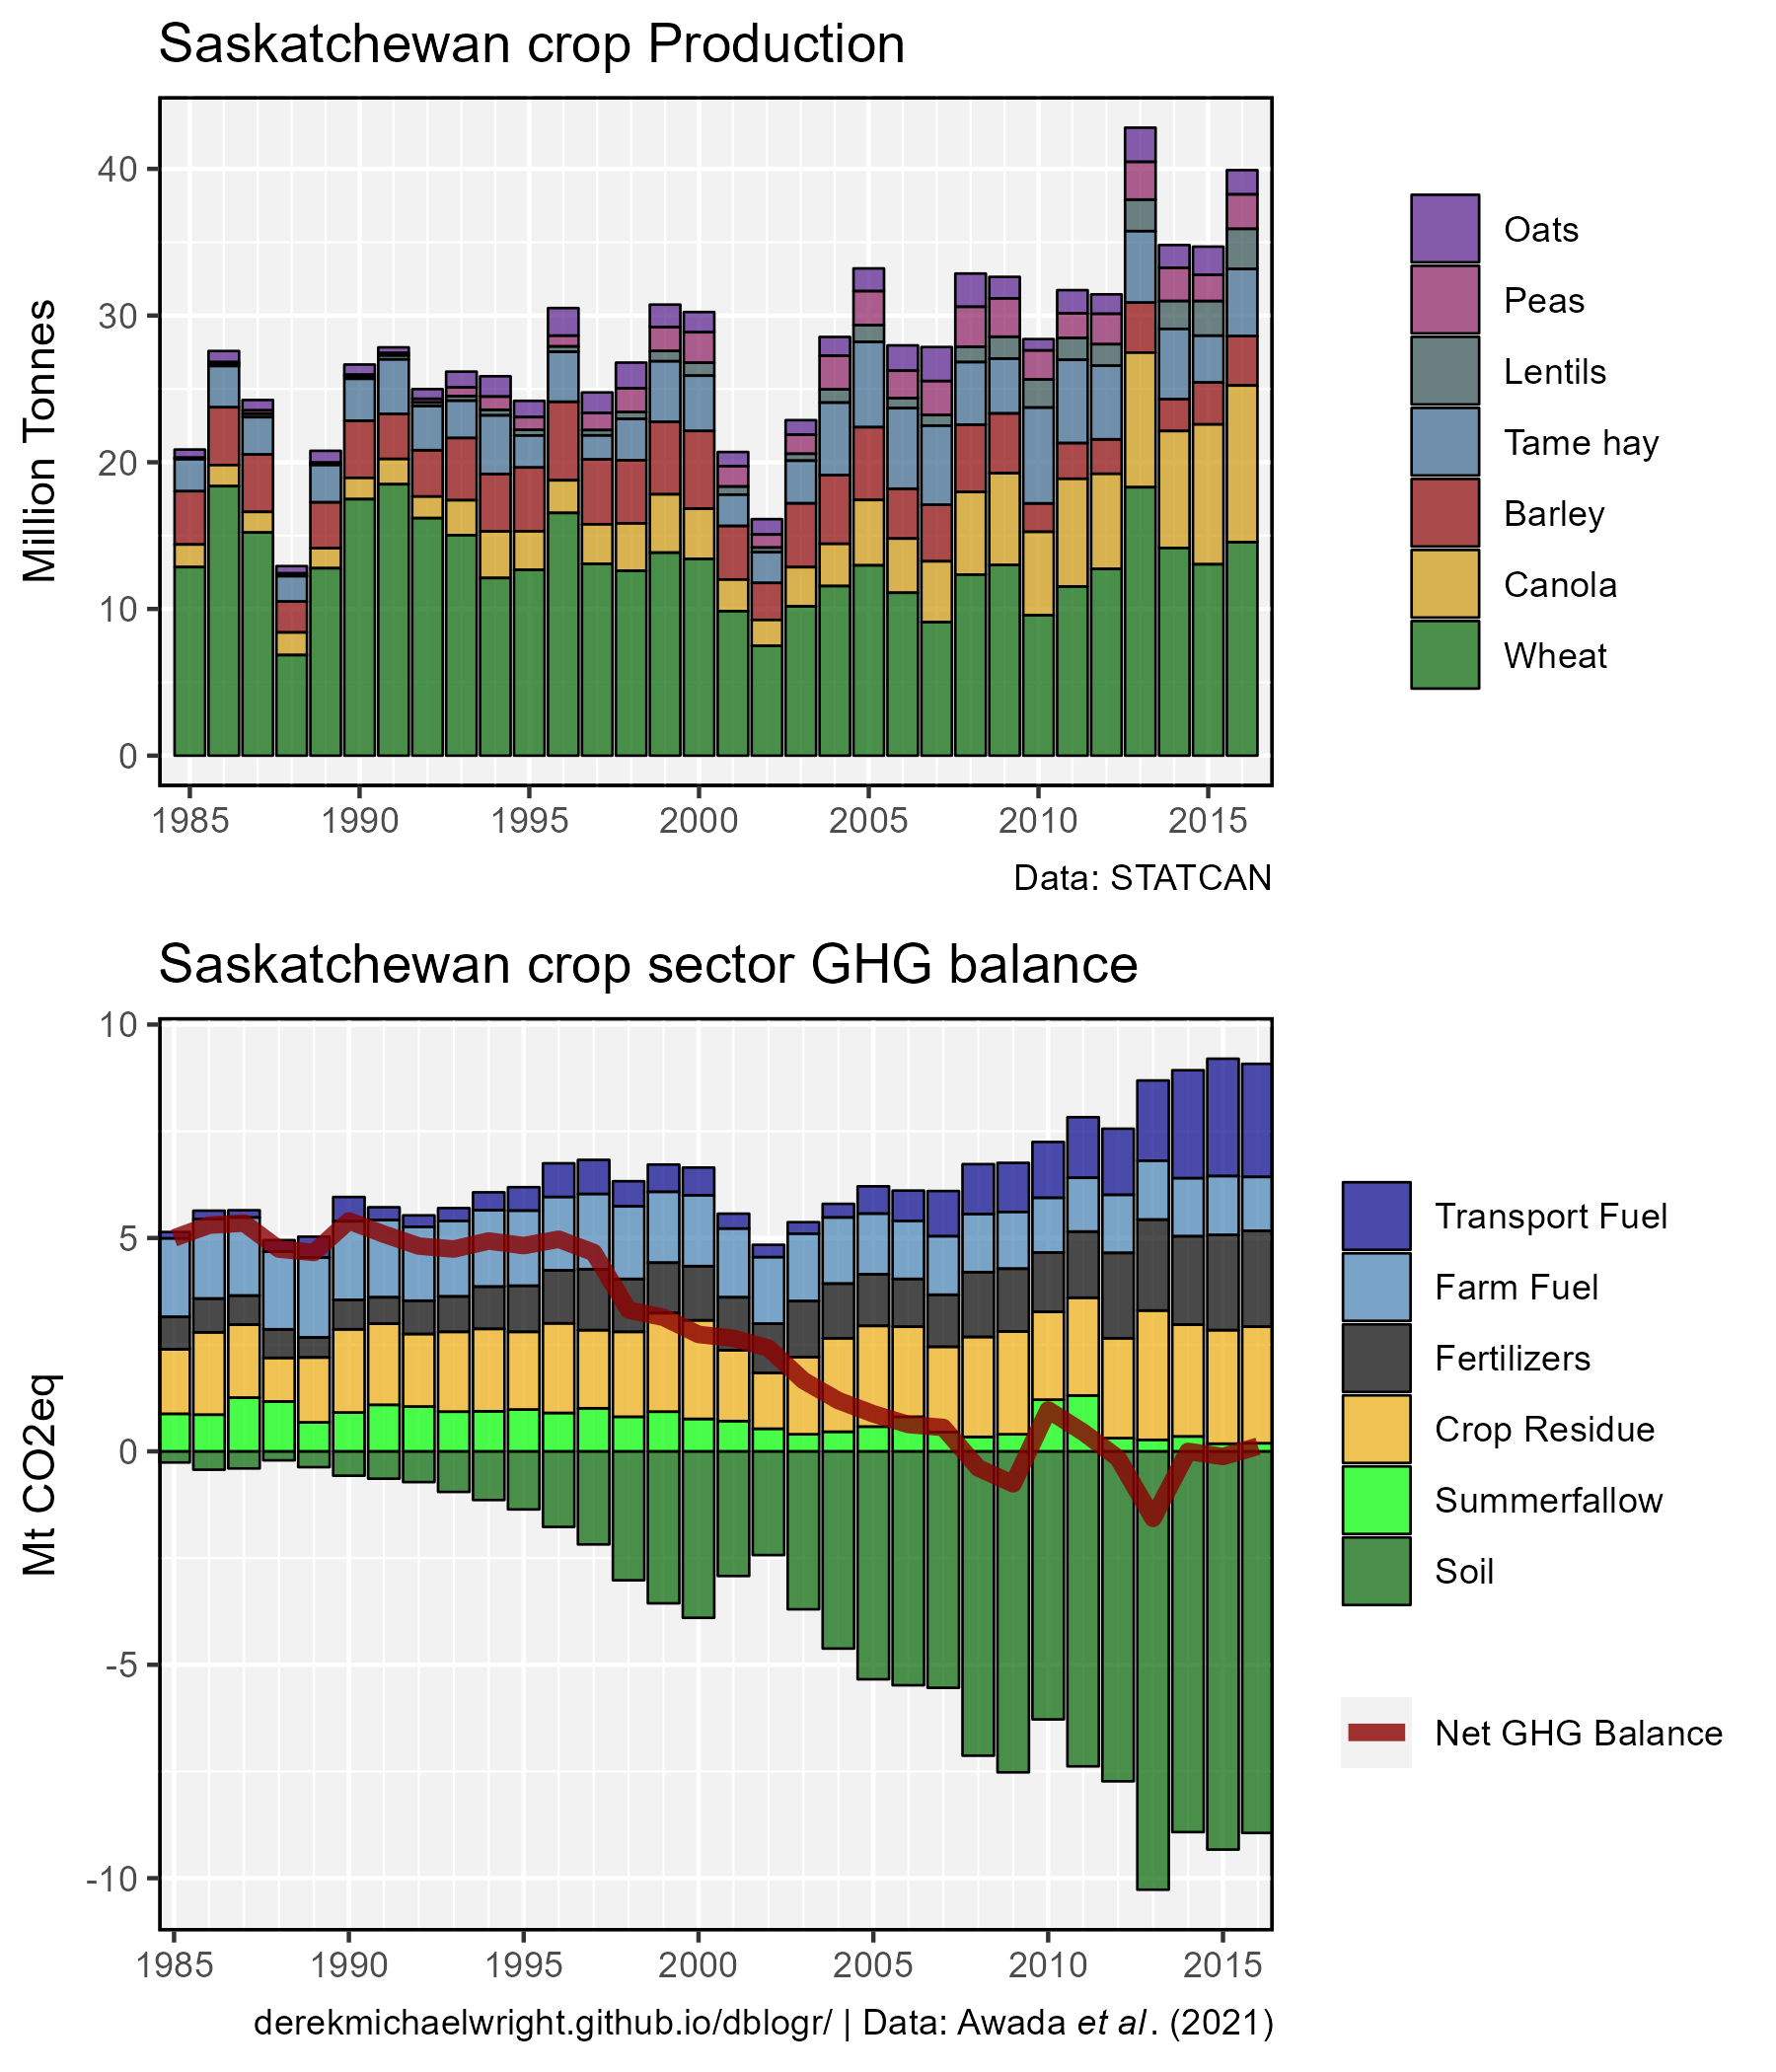 Saskatchewan crop Production
Million Tonnes
40
30
20
10
0
1985 1990 1995 2000 2005 2010 2015
Oats
Peas
Lentils
Tame hay
Barley
Canola
Wheat
Data: STATCAN
Saskatchewan crop sector GHG balance
Mt CO2eq
10
5
0
-5
-10
1985 1990 1995 2000 2005 2010 2015
Transport Fuel
Farm Fuel
Fertilizers
Crop Residue
Summerfallow
Soil
Net GHG Balance
derekmichaelwright.github.io/dblogr/ | Data: Awada et al. (2021)